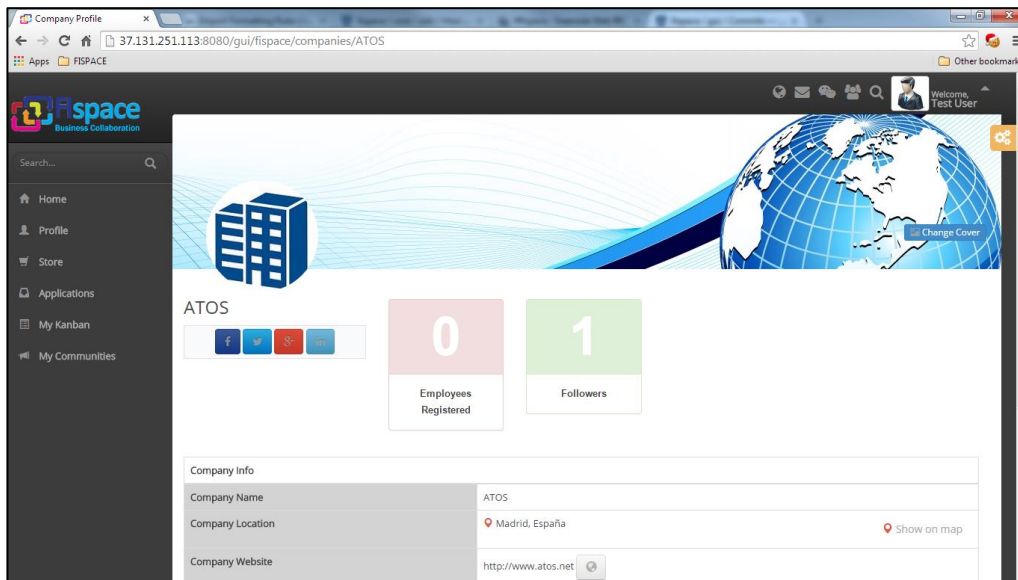 Company Profile
37.131.251.113:8080/gui/fispace/companies/ATOS
Apps FISPACE Other bookmark
FIspace
Business Collaboration
Welcome,
Test User
Search...
Home
Profile
Store
Applications
My Kanban
My Communities
Change Cover
ATOS
0
Employees
Registered
1
Followers
Company Info
Company Name ATOS
Company Location Madrid, España Show on map
Company Website http://www.atos.net